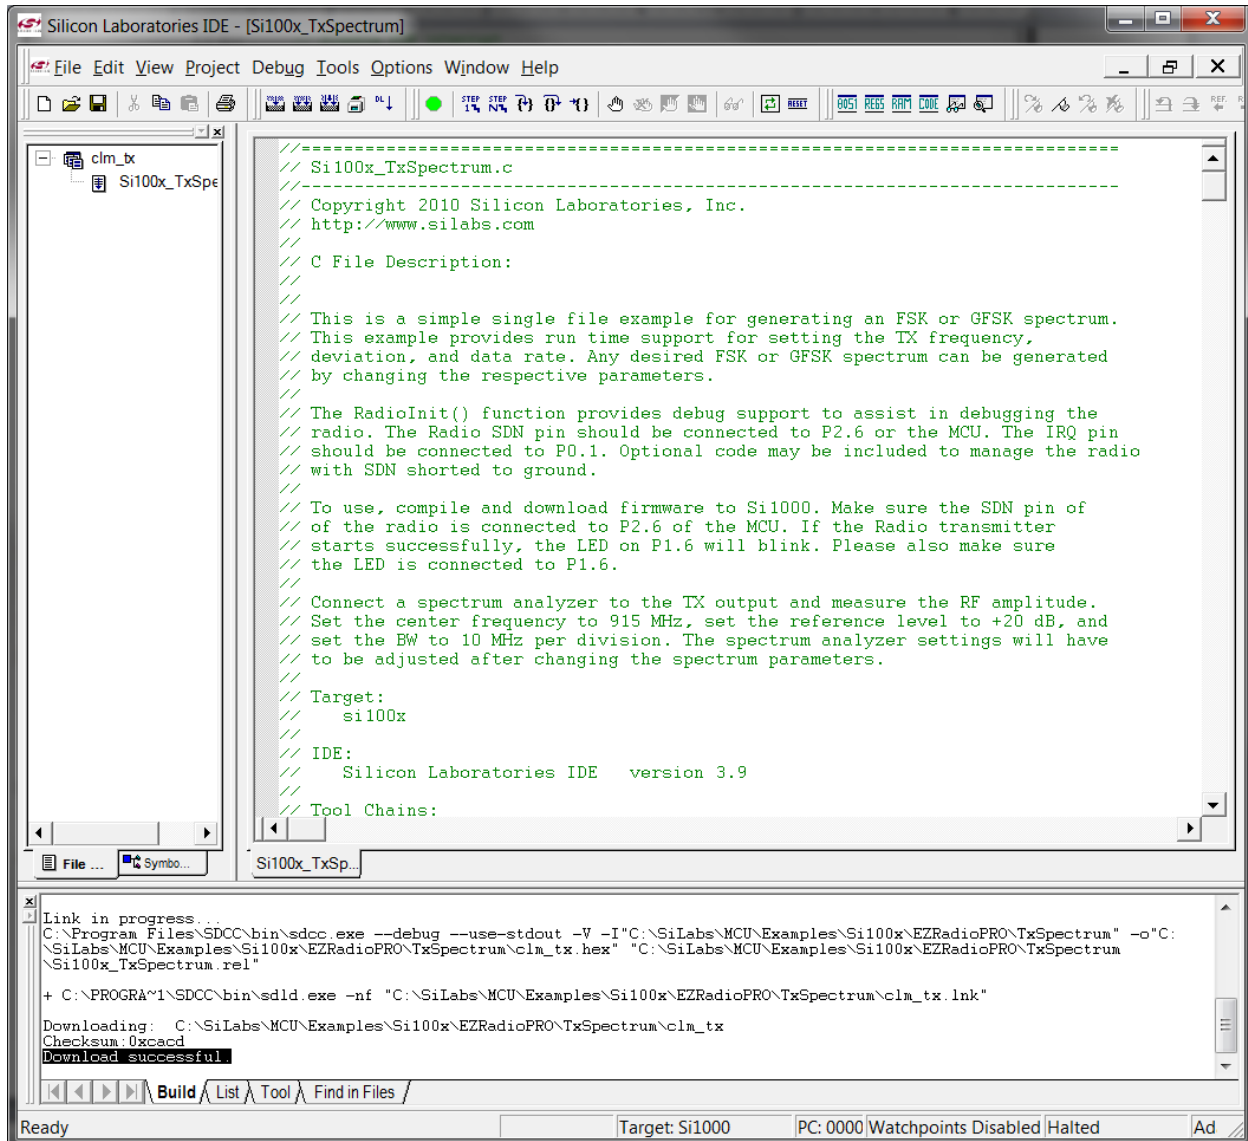 Silicon Laboratories IDE - [Si100x_TxSpectrum]
File Edit View Project Debug Tools Options Window Help
8051 REGS RAM CODE
clm_tx
Si100x_TxSpe
//==============================================================================
// Si100x_TxSpectrum.c
//------------------------------------------------------------------------------
// Copyright 2010 Silicon Laboratories, Inc.
// http://www.silabs.com
//
// C File Description:
//
//
// This is a simple single file example for generating an FSK or GFSK spectrum.
// This example provides run time support for setting the TX frequency,
// deviation, and data rate. Any desired FSK or GFSK spectrum can be generated
// by changing the respective parameters.
//
// The RadioInit() function provides debug support to assist in debugging the
// radio. The Radio SDN pin should be connected to P2.6 or the MCU. The IRQ pin
// should be connected to P0.1. Optional code may be included to manage the radio
// with SDN shorted to ground.
//
// To use, compile and download firmware to Si1000. Make sure the SDN pin of
// of the radio is connected to P2.6 of the MCU. If the Radio transmitter
// starts successfully, the LED on P1.6 will blink. Please also make sure
// the LED is connected to P1.6.
//
// Connect a spectrum analyzer to the TX output and measure the RF amplitude.
// Set the center frequency to 915 MHz, set the reference level to +20 dB, and
// set the BW to 10 MHz per division. The spectrum analyzer settings will have
// to be adjusted after changing the spectrum parameters.
//
// Target:
// si100x
//
// IDE:
// Silicon Laboratories IDE version 3.9
//
// Tool Chains:
File ... Symbo...
Si100x_TxSp...
Link in progress...
C:\Program Files\SDCC\bin\sdcc.exe --debug --use-stdout -V -I"C:\SiLabs\MCU\Examples\Si100x\EZRadioPRO\TxSpectrum" -o"C:
\SiLabs\MCU\Examples\Si100x\EZRadioPRO\TxSpectrum\clm_tx.hex" "C:\SiLabs\MCU\Examples\Si100x\EZRadioPRO\TxSpectrum
\Si100x_TxSpectrum.rel"
+ C:\PROGRA~1\SDCC\bin\sdld.exe -nf "C:\SiLabs\MCU\Examples\Si100x\EZRadioPRO\TxSpectrum\clm_tx.lnk"
Downloading: C:\SiLabs\MCU\Examples\Si100x\EZRadioPRO\TxSpectrum\clm_tx
Checksum:0xcacd
Download successful.
Build List Tool Find in Files
Ready Target: Si1000 PC: 0000 Watchpoints Disabled Halted Ad